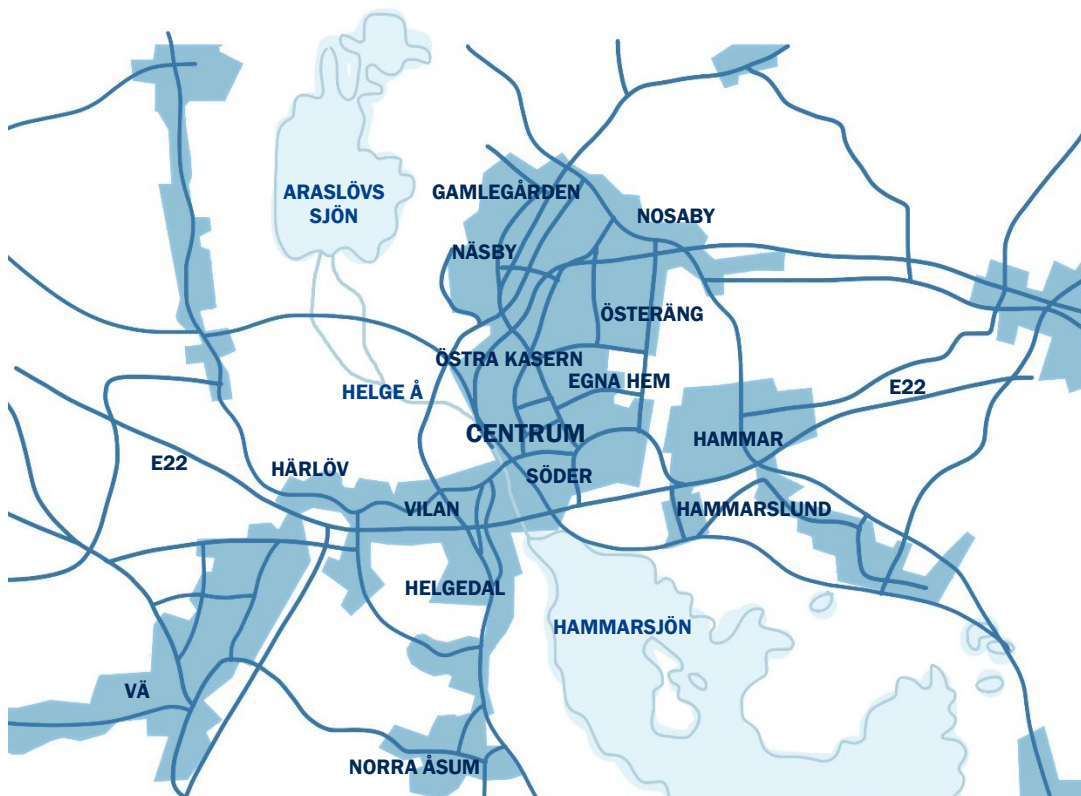 ARASLÖVS
SJÖN
GAMLEGÅRDEN
NOSABY
NÄSBY
ÖSTERÄNG
ÖSTRA KASERN
EGNA HEM
HELGE Å
E22
CENTRUM
HAMMAR
E22
HÄRLÖV
SÖDER
VILAN
HAMMARSLUND
HELGEDAL
HAMMARSJÖN
VÄ
NORRA ÅSUM